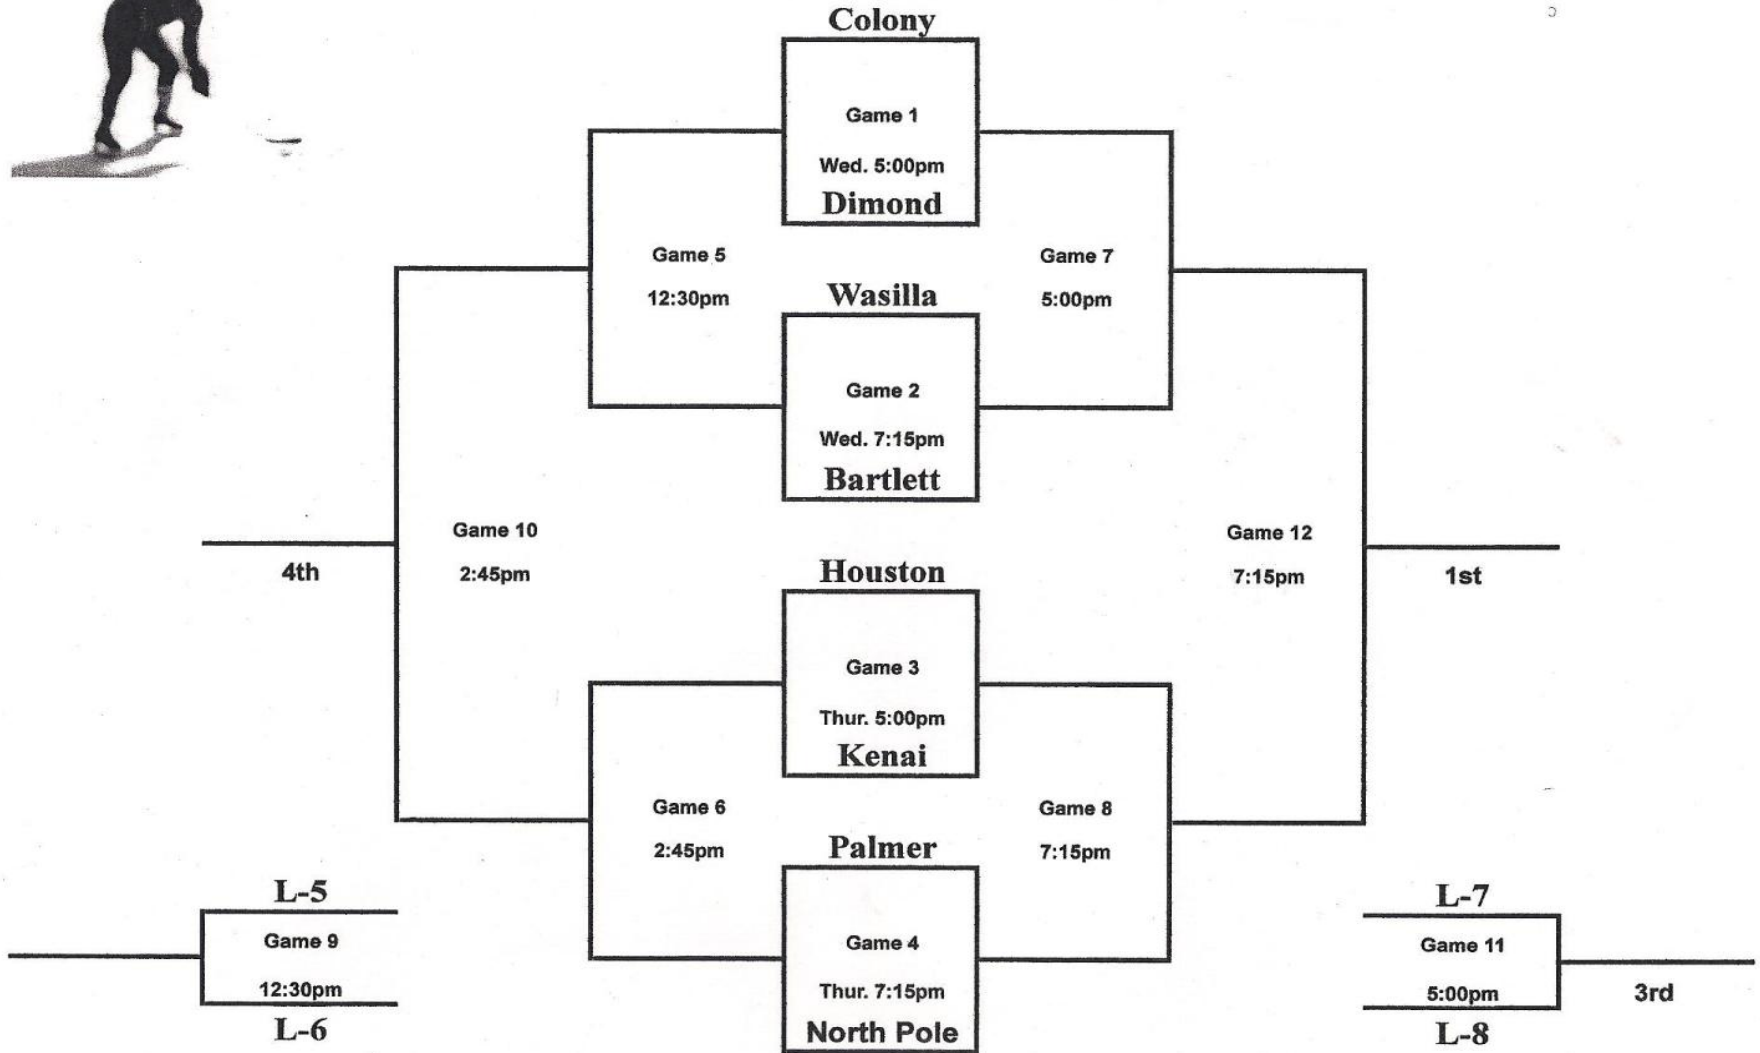 Colony
Game 1
Wed. 5:00pm
Dimond
Game 5
12:30pm
Game 7
5:00pm
Wasilla
Game 2
Wed. 7:15pm
Bartlett
Game 10
2:45pm
4th
Game 12
7:15pm
1st
Houston
Game 3
Thur. 5:00pm
Kenai
Game 6
2:45pm
Game 8
7:15pm
Palmer
Game 4
Thur. 7:15pm
North Pole
L-5
Game 9
12:30pm
L-6
L-7
Game 11
5:00pm
3rd
L-8